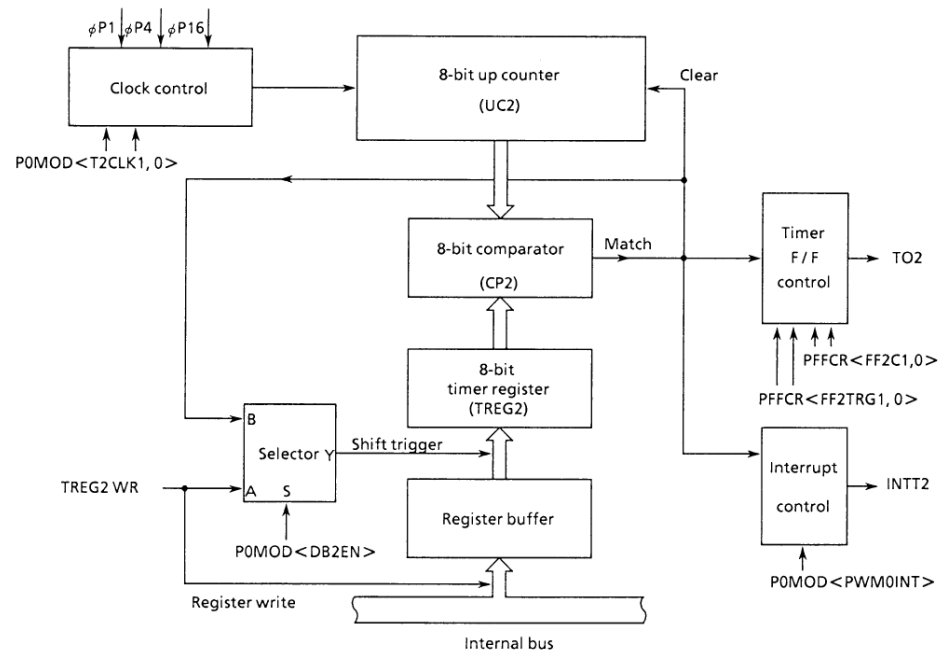 φP1 φP4 φP16
Clock control
P0MOD<T2CLK1, 0>
8-bit up counter
(UC2)
Clear
8-bit comparator
(CP2)
Match
Timer
F / F
control
TO2
PFFCR<FF2C1,0>
PFFCR<FF2TRG1, 0>
8-bit
timer register
(TREG2)
B
Selector Y
A S
Shift trigger
TREG2 WR
P0MOD<DB2EN>
Register buffer
Interrupt
control
INTT2
P0MOD<PWM0INT>
Register write
Internal bus